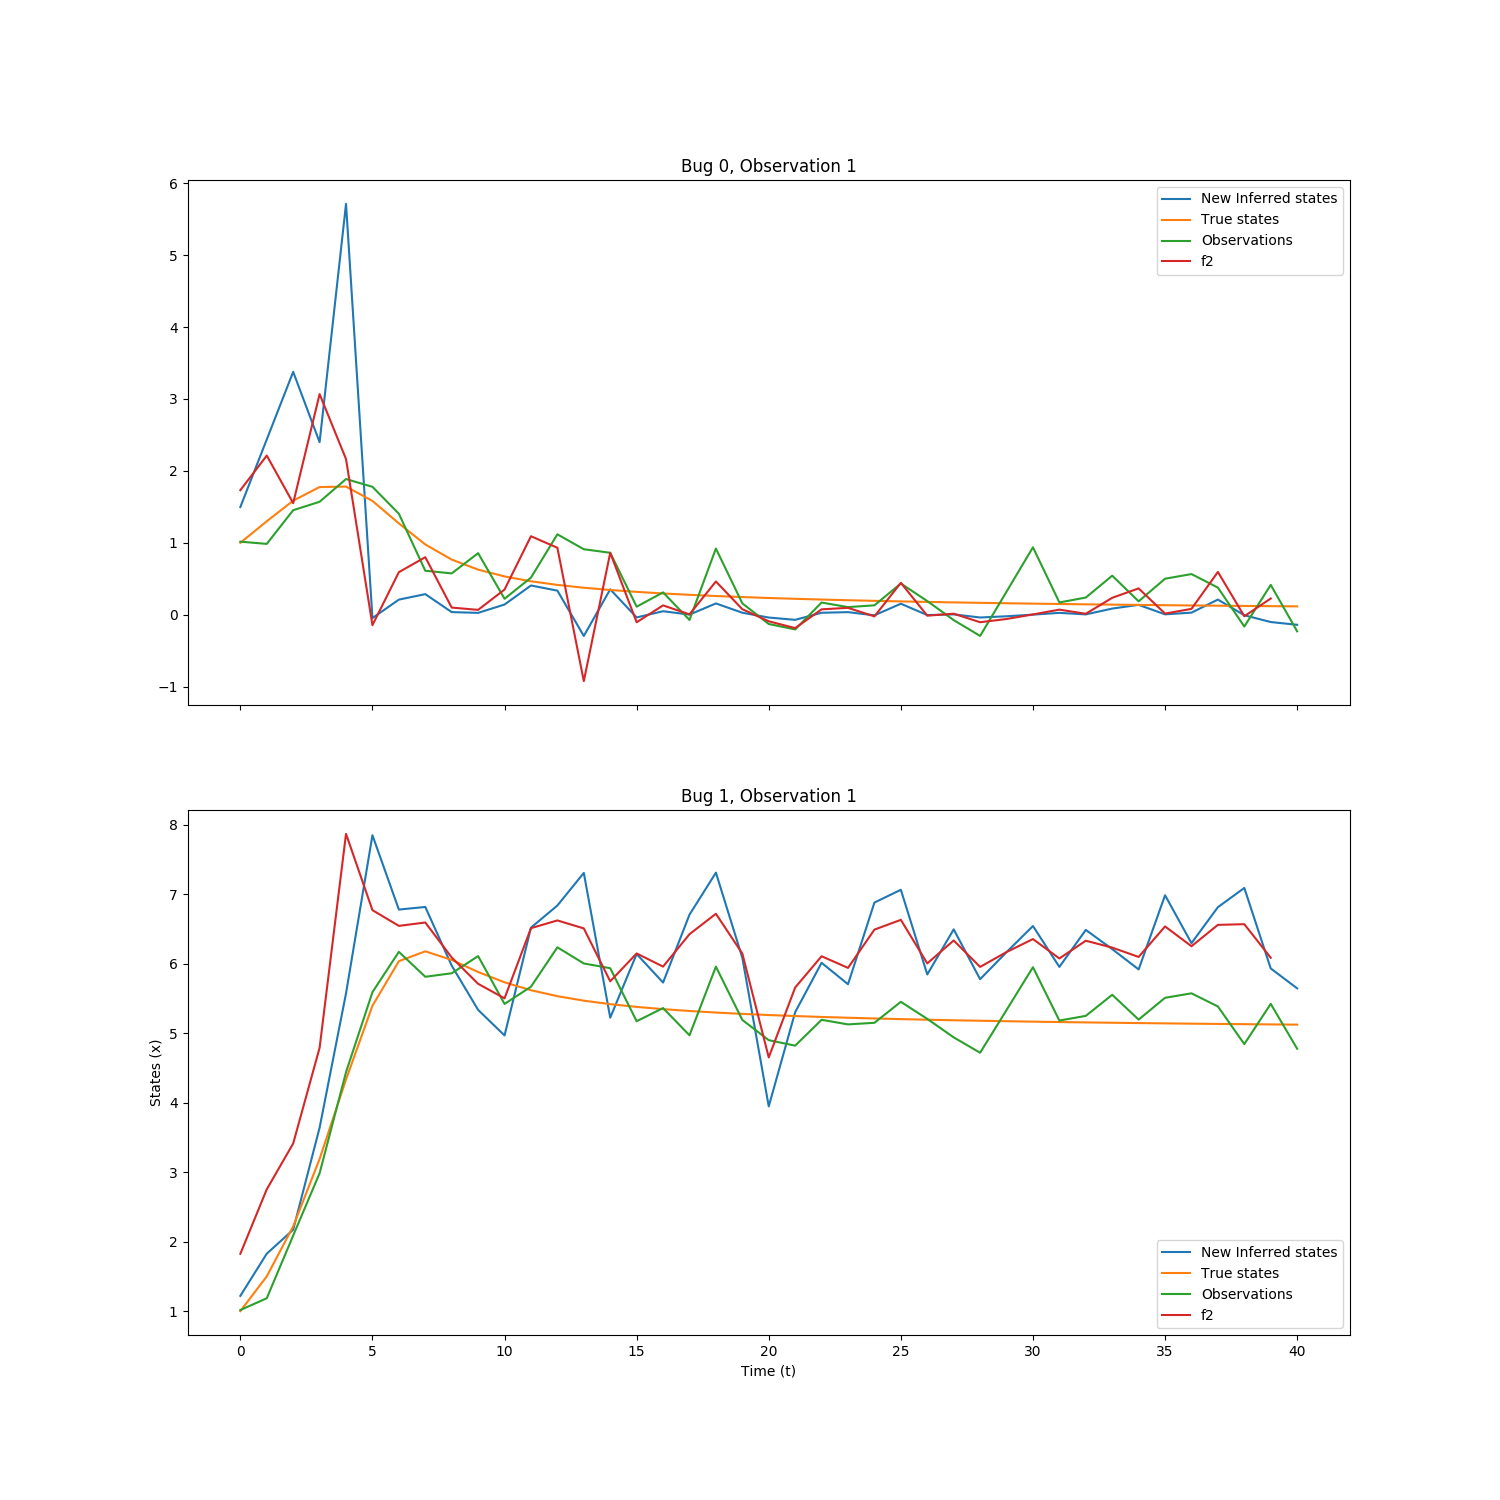 Bug 0, Observation 1
6
5
4
3
2
1
0
−1
New Inferred states
True states
Observations
f2
Bug 1, Observation 1
8
7
6
5
4
3
2
1
States (x)
New Inferred states
True states
Observations
f2
0 5 10 15 20 25 30 35 40
Time (t)